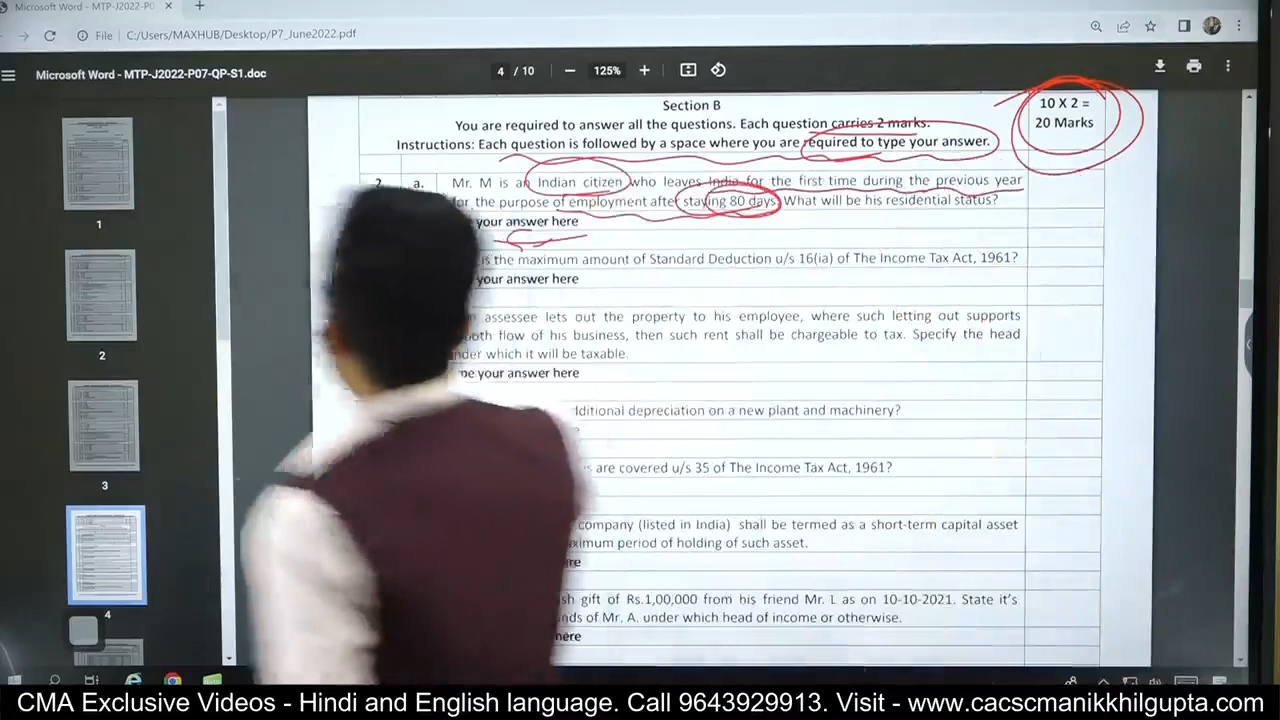 Microsoft Word - MTP-J2022-P0
File C:/Users/MAXHUB/Desktop/P7_June2022.pdf
Microsoft Word - MTP-J2022-P07-QP-S1.doc
4 / 10
125%
Section B
10 X 2 =
20 Marks
You are required to answer all the questions. Each question carries 2 marks.
Instructions: Each question is followed by a space where you are required to type your answer.
2 a. Mr. M is an Indian citizen who leaves India for the first time during the previous year
for the purpose of employment after staying 80 days. What will be his residential status?
your answer here
is the maximum amount of Standard Deduction u/s 16(ia) of The Income Tax Act, 1961?
your answer here
assessee lets out the property to his employee, where such letting out supports
flow of his business, then such rent shall be chargeable to tax. Specify the head
which it will be taxable.
your answer here
depreciation on a new plant and machinery?
are covered u/s 35 of The Income Tax Act, 1961?
company (listed in India) shall be termed as a short-term capital asset
period of holding of such asset.
gift of Rs.1,00,000 from his friend Mr. L as on 10-10-2021. State it's
of Mr. A. under which head of income or otherwise.
here
1
2
3
4
CMA Exclusive Videos - Hindi and English language. Call 9643929913. Visit - www.cacscmanikkhilgupta.com